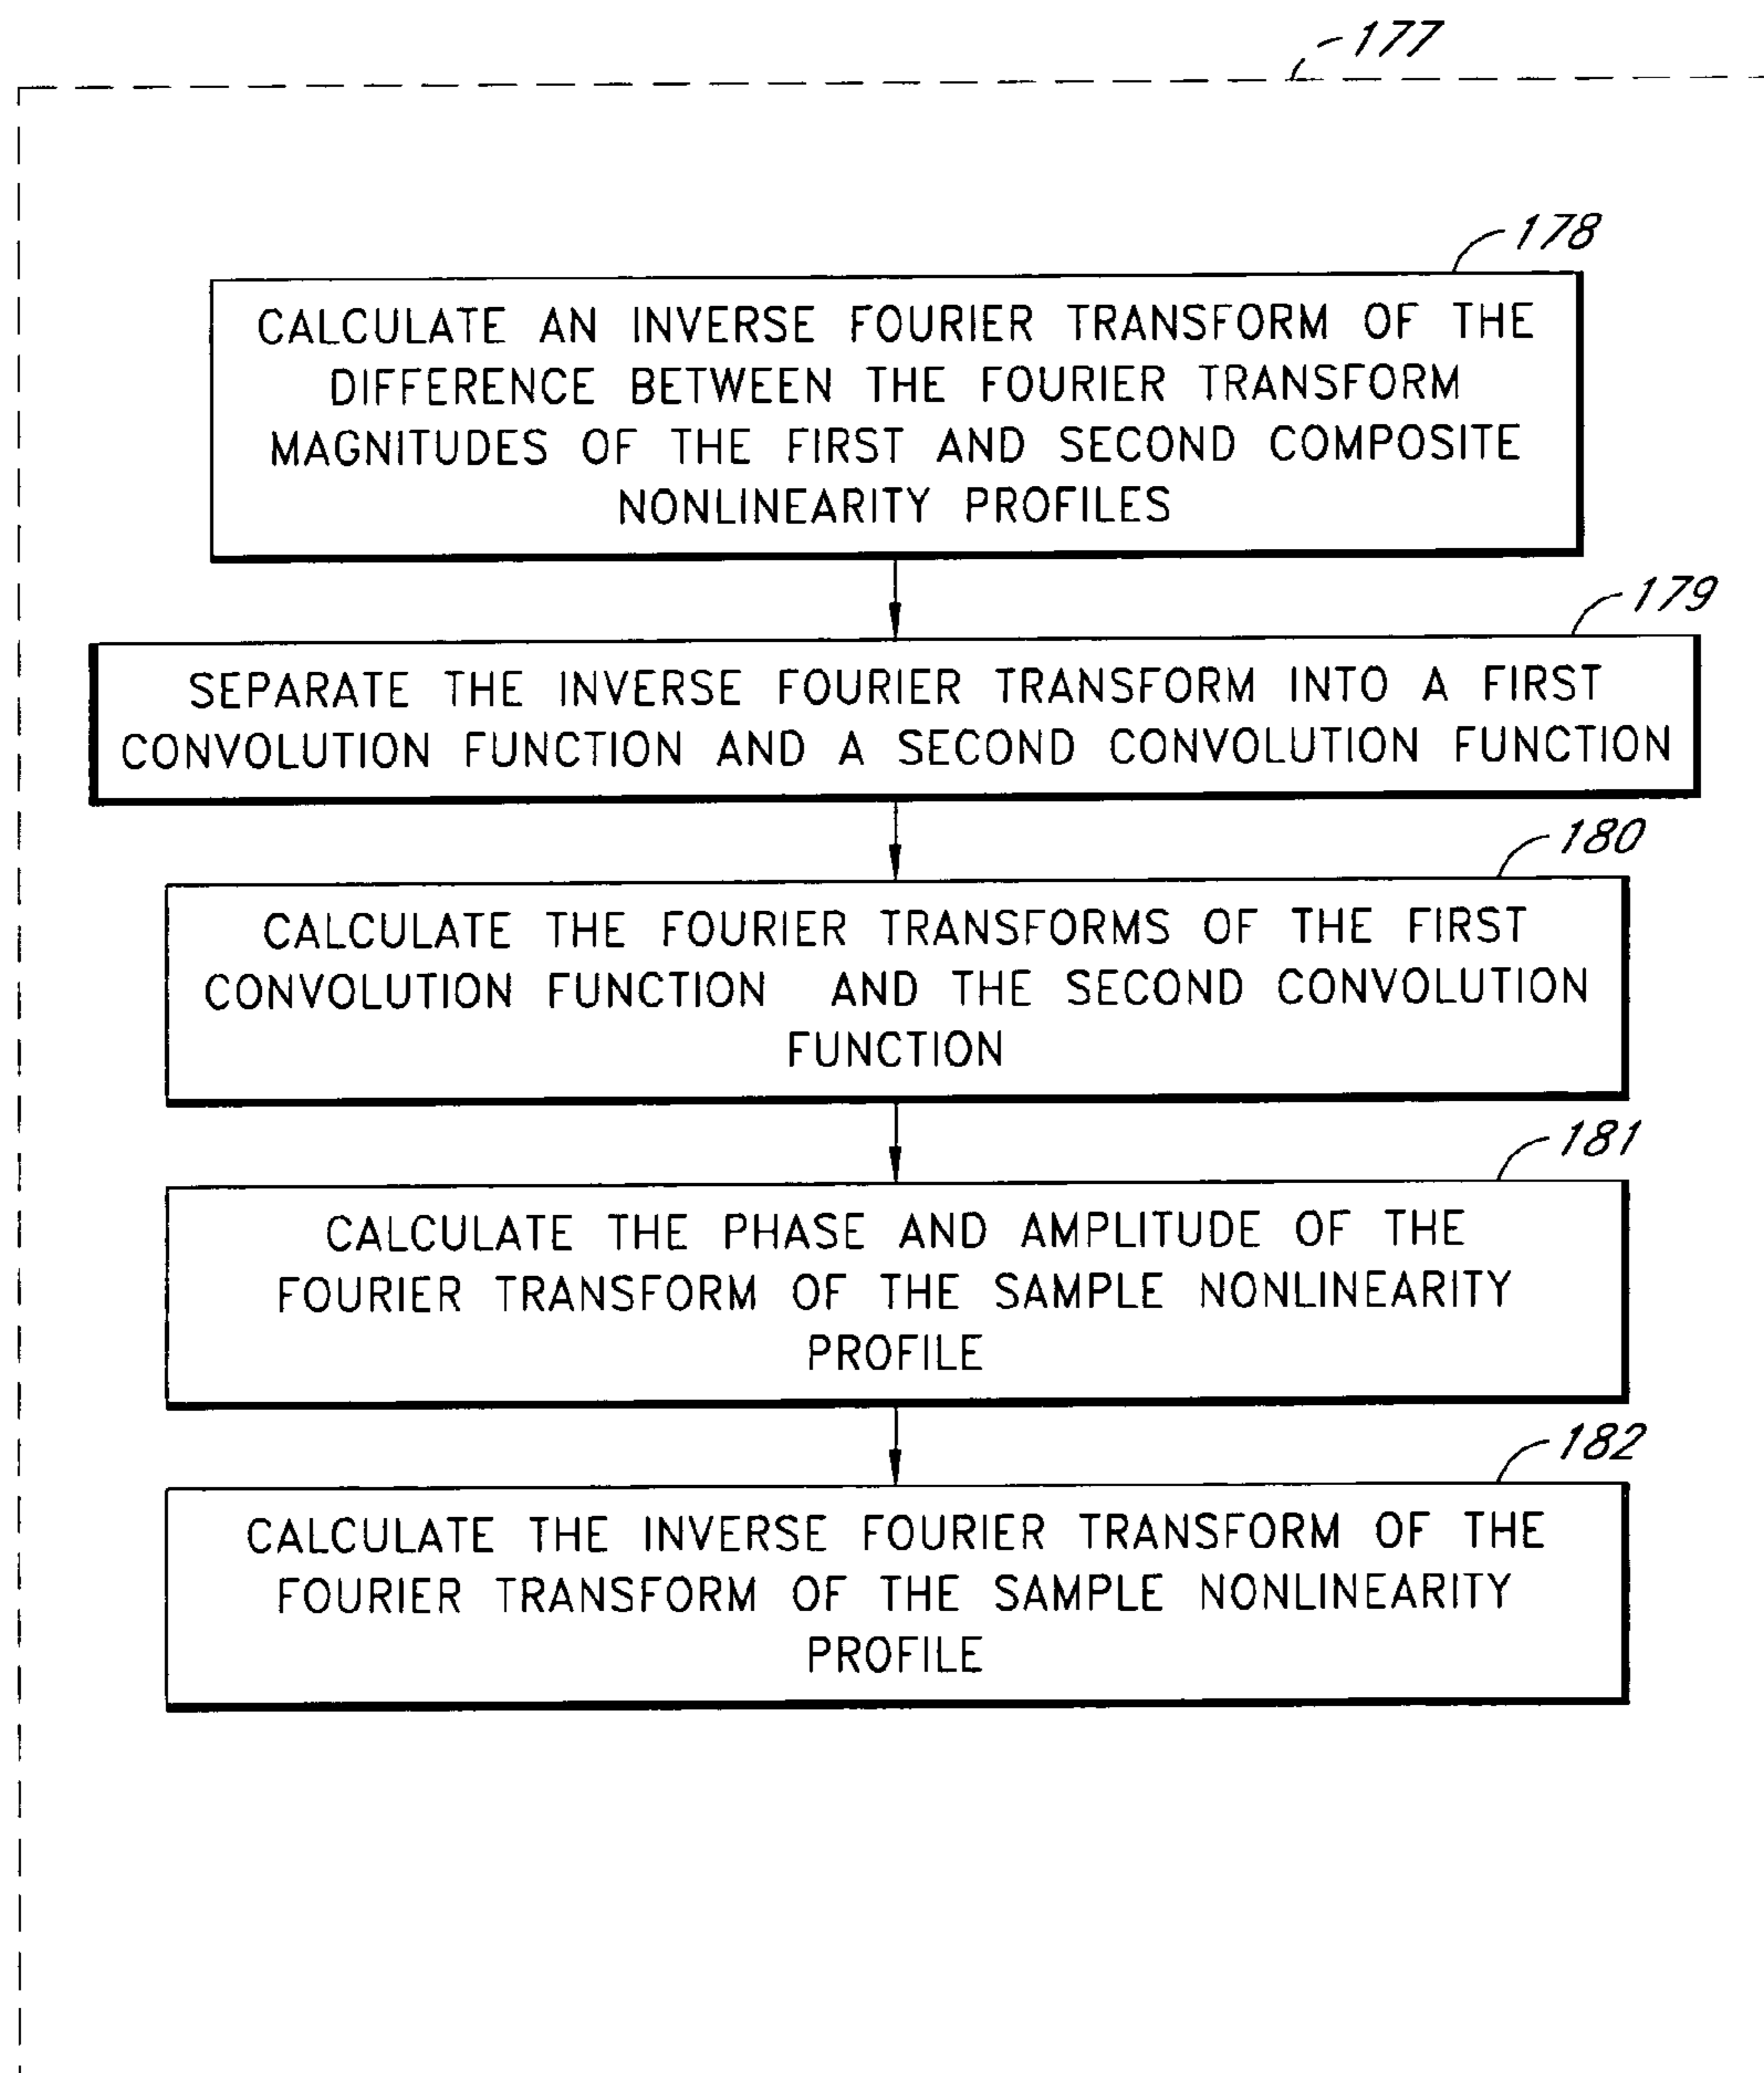 177
178
CALCULATE AN INVERSE FOURIER TRANSFORM OF THE
DIFFERENCE BETWEEN THE FOURIER TRANSFORM
MAGNITUDES OF THE FIRST AND SECOND COMPOSITE
NONLINEARITY PROFILES
179
SEPARATE THE INVERSE FOURIER TRANSFORM INTO A FIRST
CONVOLUTION FUNCTION AND A SECOND CONVOLUTION FUNCTION
180
CALCULATE THE FOURIER TRANSFORMS OF THE FIRST
CONVOLUTION FUNCTION AND THE SECOND CONVOLUTION
FUNCTION
181
CALCULATE THE PHASE AND AMPLITUDE OF THE
FOURIER TRANSFORM OF THE SAMPLE NONLINEARITY
PROFILE
182
CALCULATE THE INVERSE FOURIER TRANSFORM OF THE
FOURIER TRANSFORM OF THE SAMPLE NONLINEARITY
PROFILE